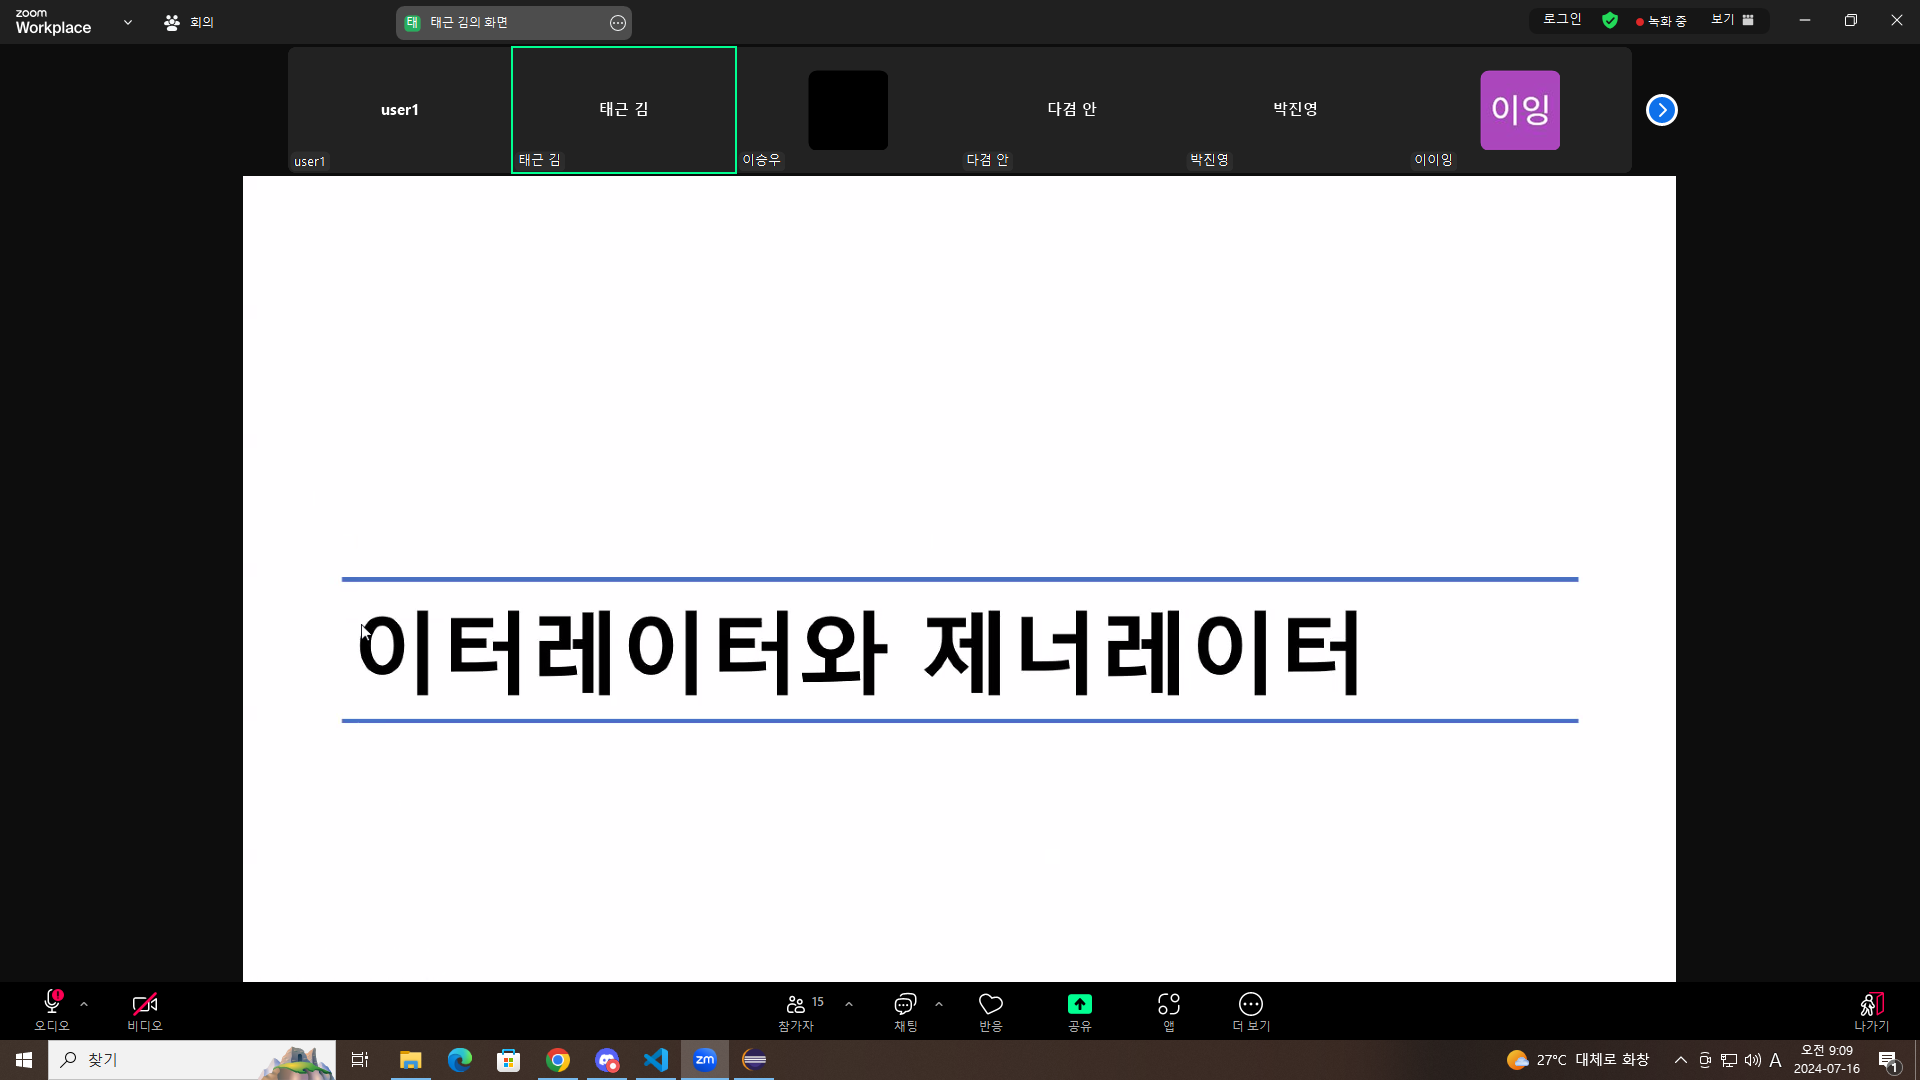 zoom
Workplace
회의
태 태근 김의 화면
로그인
녹화 중
보기
user1
태근 김
다겸 안
박진영
이잉
user1
태근 김
이승우
다겸 안
박진영
이이잉
이터레이터와 제너레이터
오디오
비디오
15
참가자
채팅
반응
공유
앱
더 보기
나가기
찾기
zm
27°C 대체로 화창
A
오전 9:09
2024-07-16
1